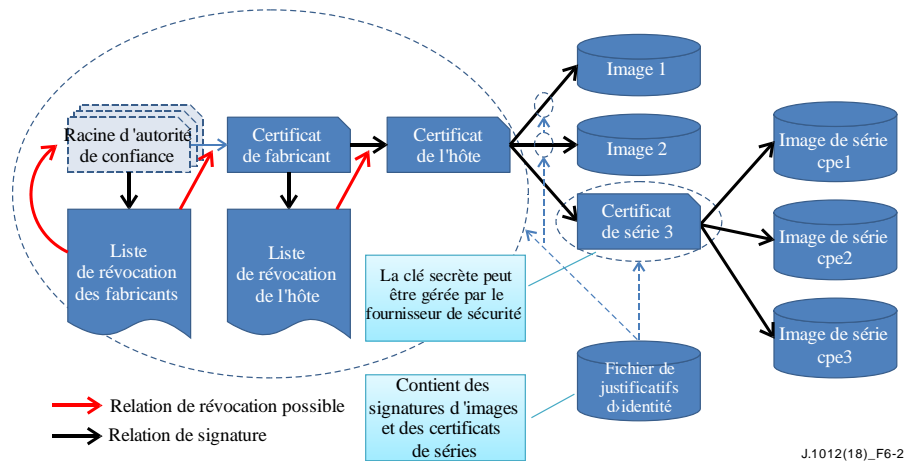 Image 1
Racine d'autorité
de confiance
Certificat
de fabricant
Certificat
de l'hôte
Image 2
Image de série
cpe1
Certificat
de série 3
Image de série
cpe2
Liste
de révocation
des fabricants
Liste
de révocation
de l'hôte
La clé secrète peut
être gérée par le
fournisseur de sécurité
Image de série
cpe3
Fichier de
justificatifs
d›identité
Contient des
signatures d'images
et des certificats
de séries
Relation de révocation possible
Relation de signature
J.1012(18)_F6-2